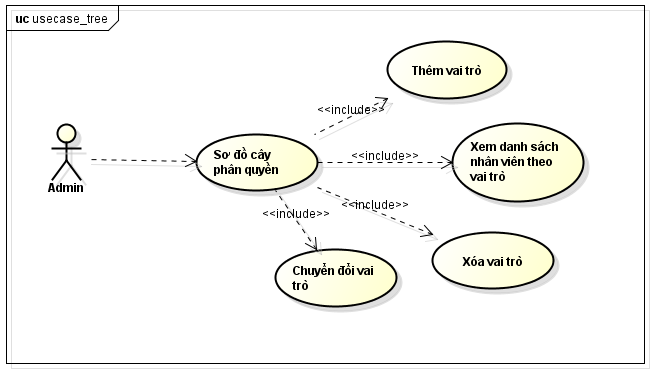 uc usecase_tree
Thêm vai trò
<<include>>
Sơ đồ cây
phân quyền
<<include>>
Xem danh sách
nhân viên theo
vai trò
Admin
<<include>>
<<include>>
Chuyển đổi vai
trò
Xóa vai trò